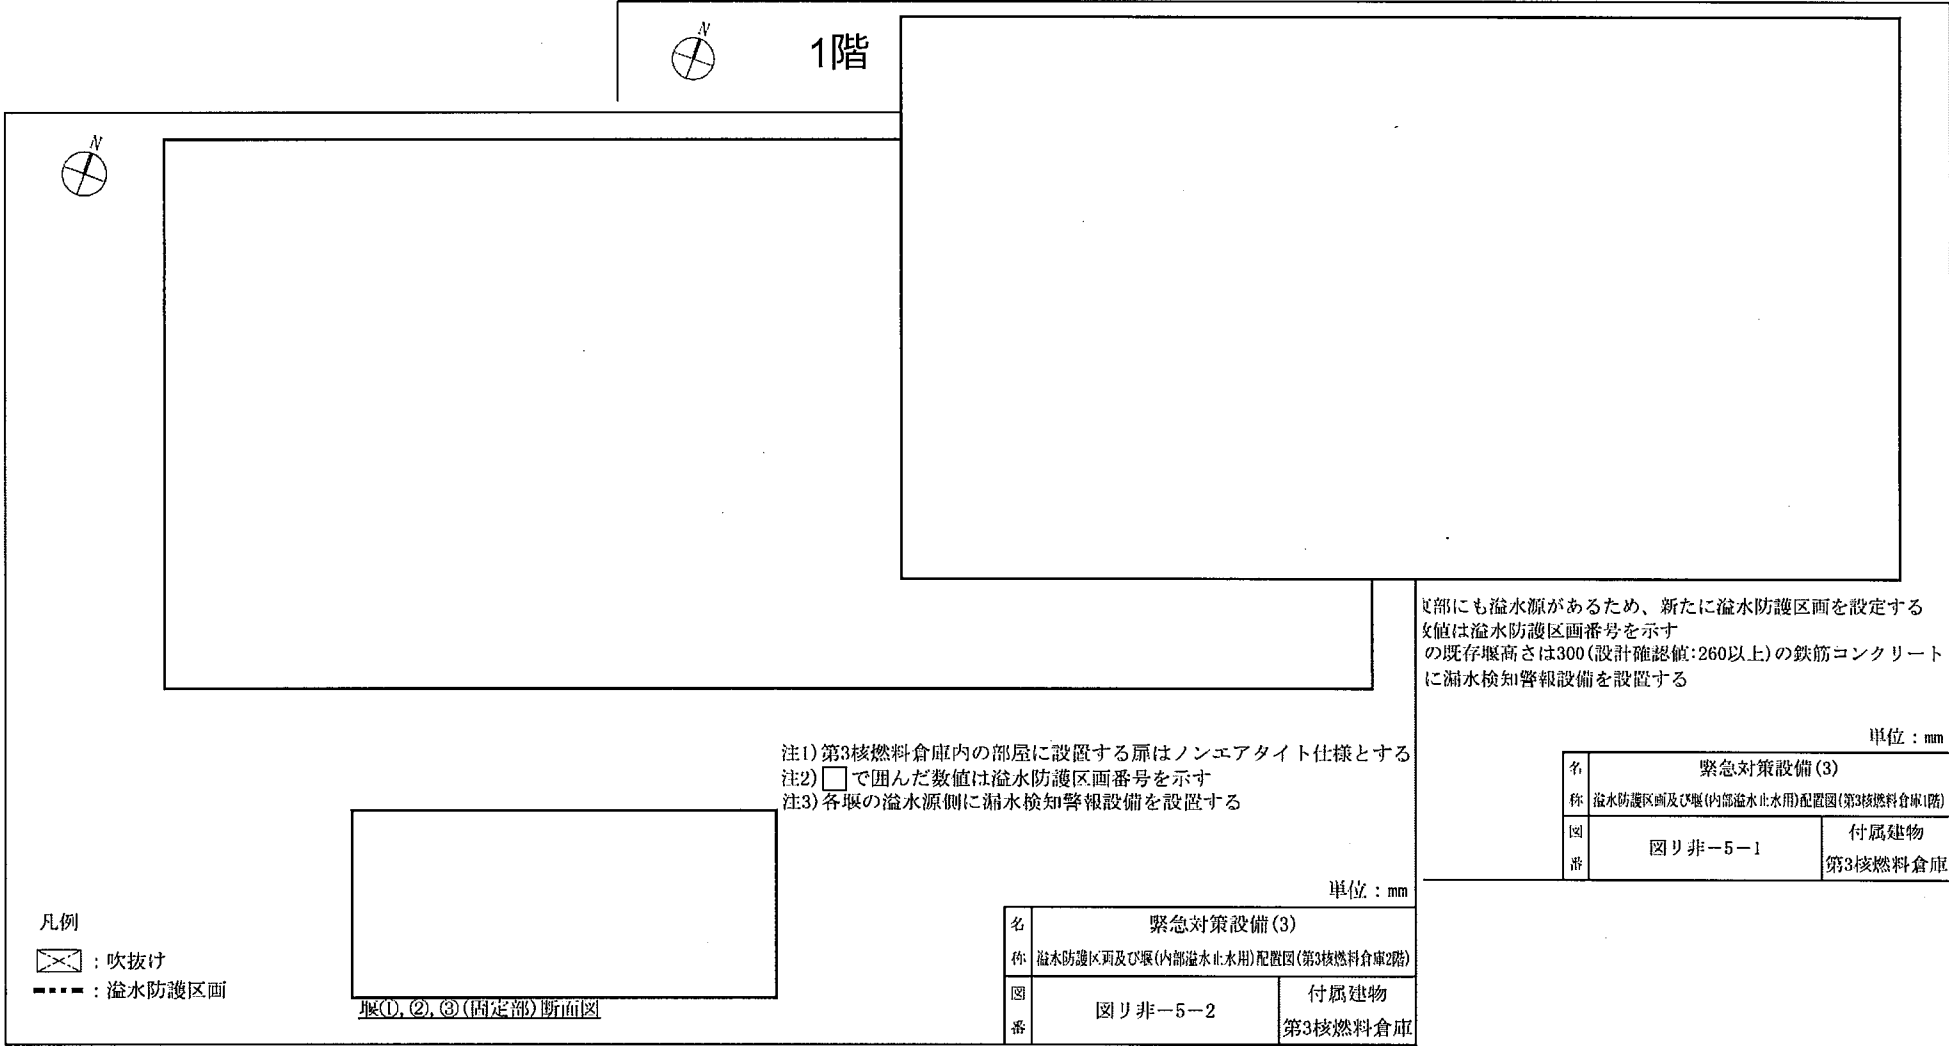 N
1階
N
部にも溢水源があるため、新たに溢水防護区画を設定する
値は溢水防護区画番号を示す
の既存堰高さは300(設計確認値:260以上)の鉄筋コンクリート
に漏水検知警報設備を設置する
単位：mm
名称
緊急対策設備(3)
溢水防護区画及び堰(内部溢水止水用)配置図(第3核燃料倉庫1階)
図番
図リ非－5－1
付属建物
第3核燃料倉庫
注1)第3核燃料倉庫内の部屋に設置する扉はノンエアタイト仕様とする
注2)□で囲んだ数値は溢水防護区画番号を示す
注3)各堰の溢水源側に漏水検知警報設備を設置する
凡例
：吹抜け
：溢水防護区画
堰①,②,③(固定部)断面図
単位：mm
名称
緊急対策設備(3)
溢水防護区画及び堰(内部溢水止水用)配置図(第3核燃料倉庫2階)
図番
図リ非－5－2
付属建物
第3核燃料倉庫